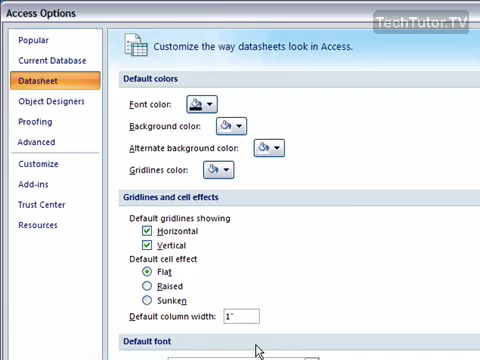 Access Options
TechTutor.TV
Popular
Current Database
Datasheet
Object Designers
Proofing
Advanced
Customize
Add-ins
Trust Center
Resources
Customize the way datasheets look in Access.
Default colors
Font color:
Background color:
Alternate background color:
Gridlines color:
Gridlines and cell effects
Default gridlines showing
Horizontal
Vertical
Default cell effect
Flat
Raised
Sunken
Default column width: 1"
Default font